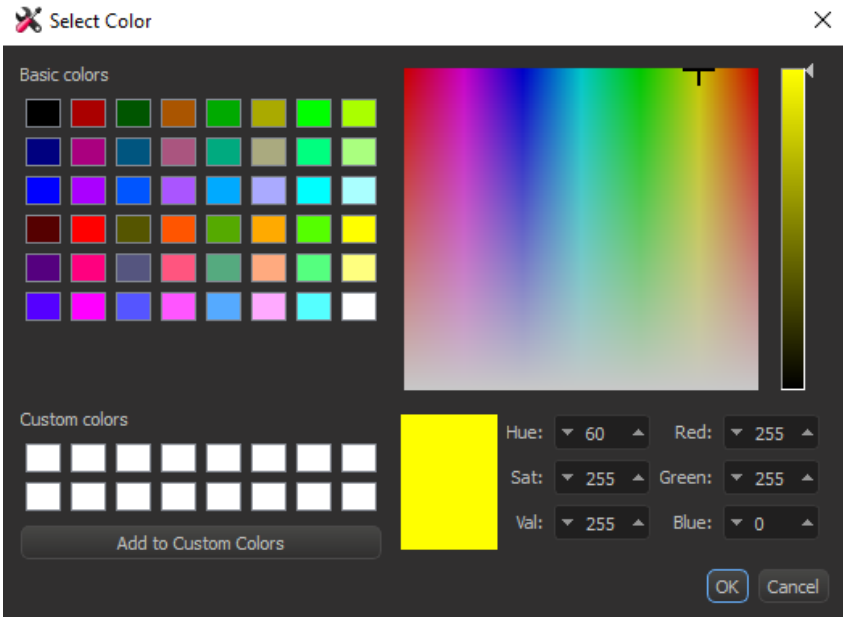 Select Color
Basic colors
Custom colors
Add to Custom Colors
Hue: 60 Red: 255
Sat: 255 Green: 255
Val: 255 Blue: 0
OK Cancel